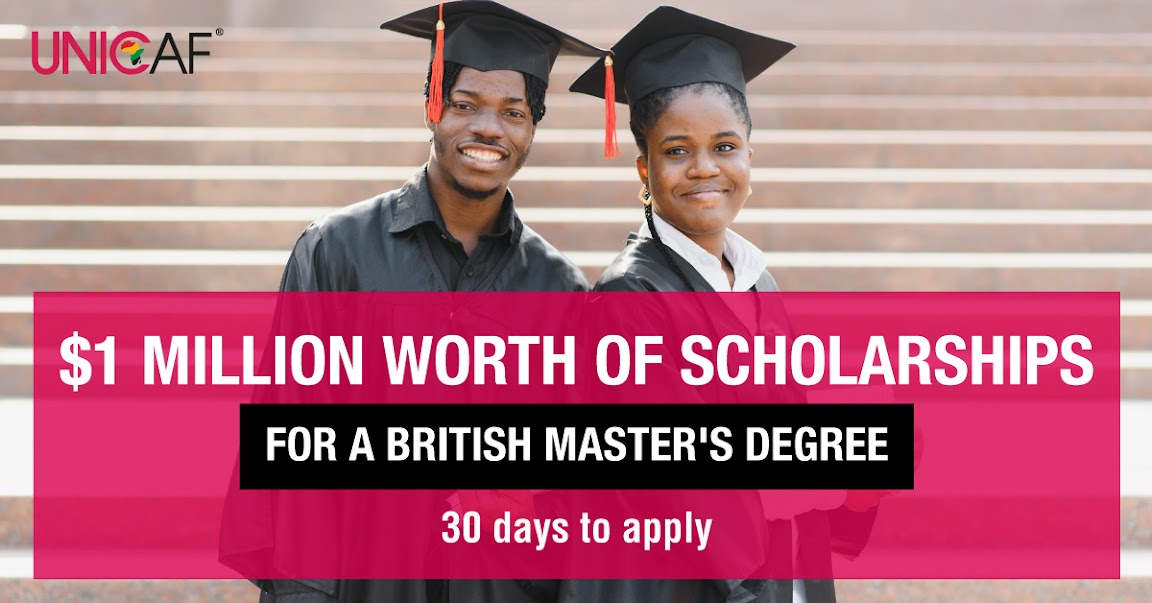 UNICAF®
$1 MILLION WORTH OF SCHOLARSHIPS
FOR A BRITISH MASTER'S DEGREE
30 days to apply